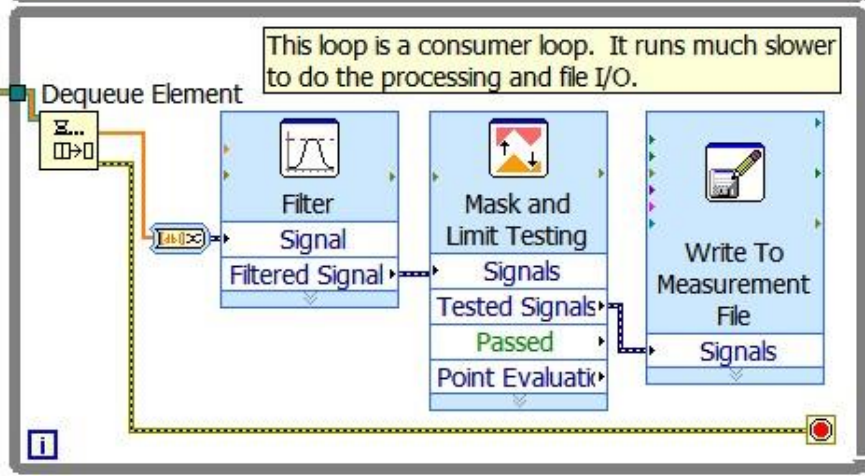 This loop is a consumer loop. It runs much slower
to do the processing and file I/O.
Dequeue Element
Filter
Signal
Filtered Signal
Mask and
Limit Testing
Signals
Tested Signals
Passed
Point Evaluatio
Write To
Measurement
File
Signals
[dbl]
i